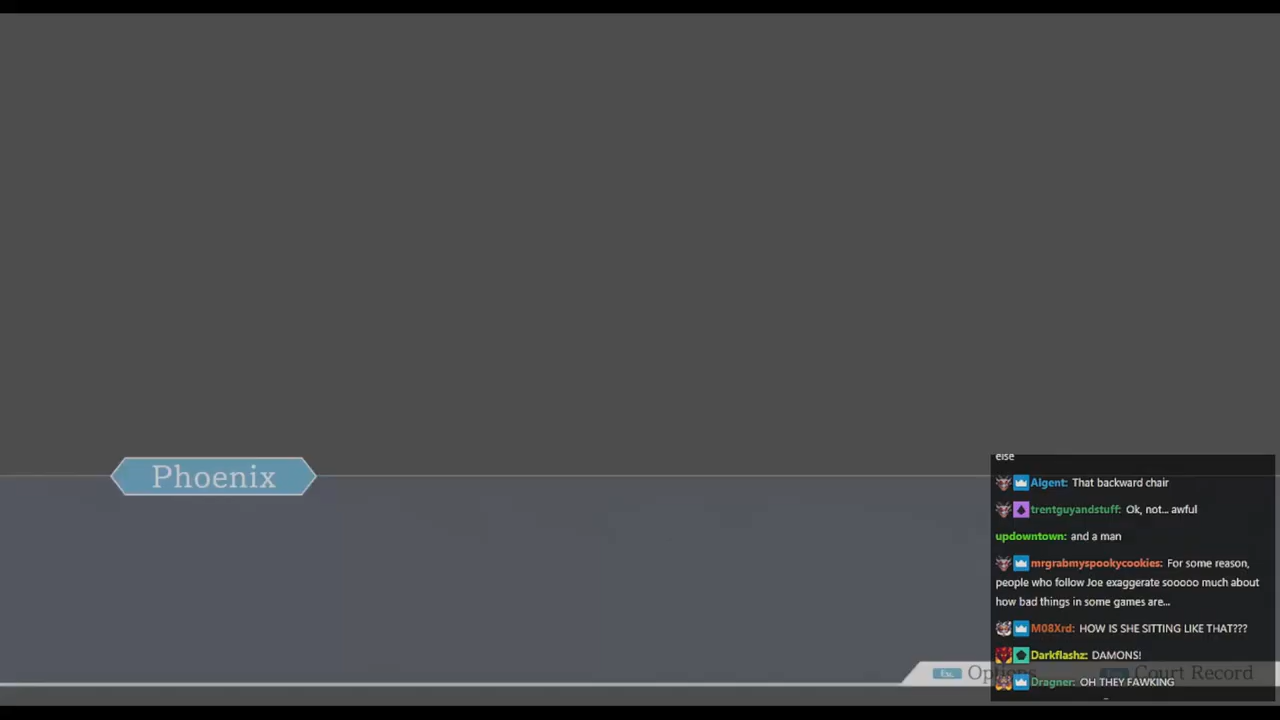 Phoenix
else
Algent: That backward chair
trentguyandstuff: Ok, not... awful
updowntown: and a man
mrgrabmyspookycookies: For some reason,
people who follow Joe exaggerate sooooo much about
how bad things in some games are...
M08Xrd: HOW IS SHE SITTING LIKE THAT???
Darkflashz: DAMONS!
Esc Options Court Record
Dragner: OH THEY FAWKING